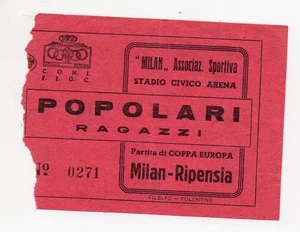 C. O. N. I.
F. I. G. C.
"MILAN„ Associaz. Sportiva
STADIO CIVICO ARENA
POPOLARI
RAGAZZI
Partita di COPPA EUROPA
Milan - Ripensia
Nº 0271
FILELFO - TOLENTINO